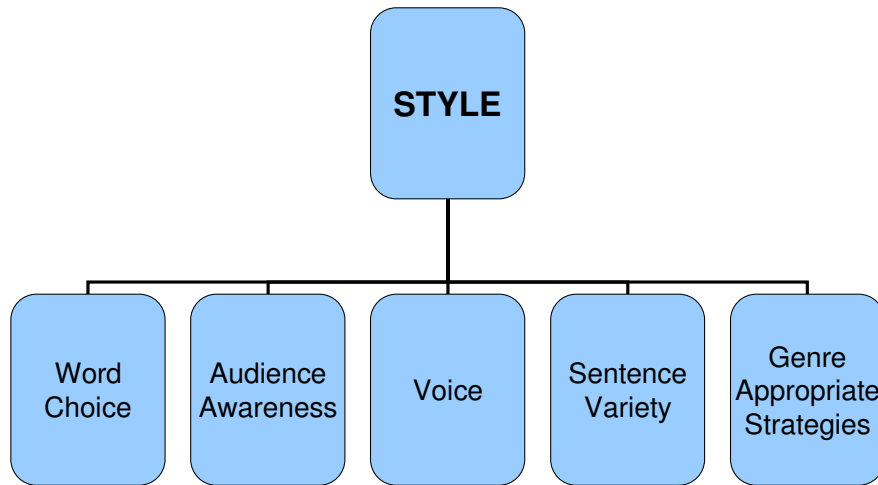 STYLE
Word
Choice
Audience
Awareness
Voice
Sentence
Variety
Genre
Appropriate
Strategies